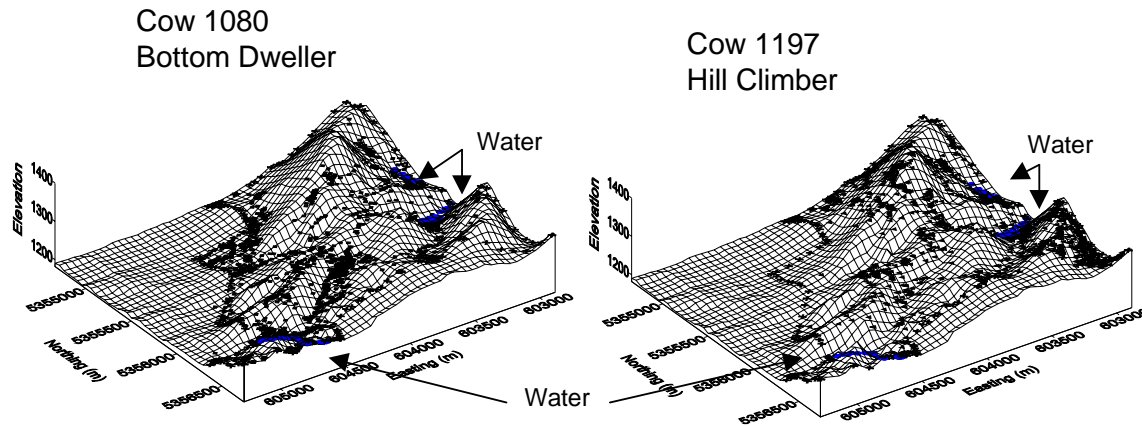 Cow 1080
Bottom Dweller
Water
Elevation
1400
1300
1200
5355000
5355500
5356000
5356500
Northing (m)
605000
604500
604000
603500
603000
Easting (m)
Water
Cow 1197
Hill Climber
Water
Elevation
1400
1300
1200
5355000
5355500
5356000
5356500
Northing (m)
605000
604500
604000
603500
603000
Easting (m)